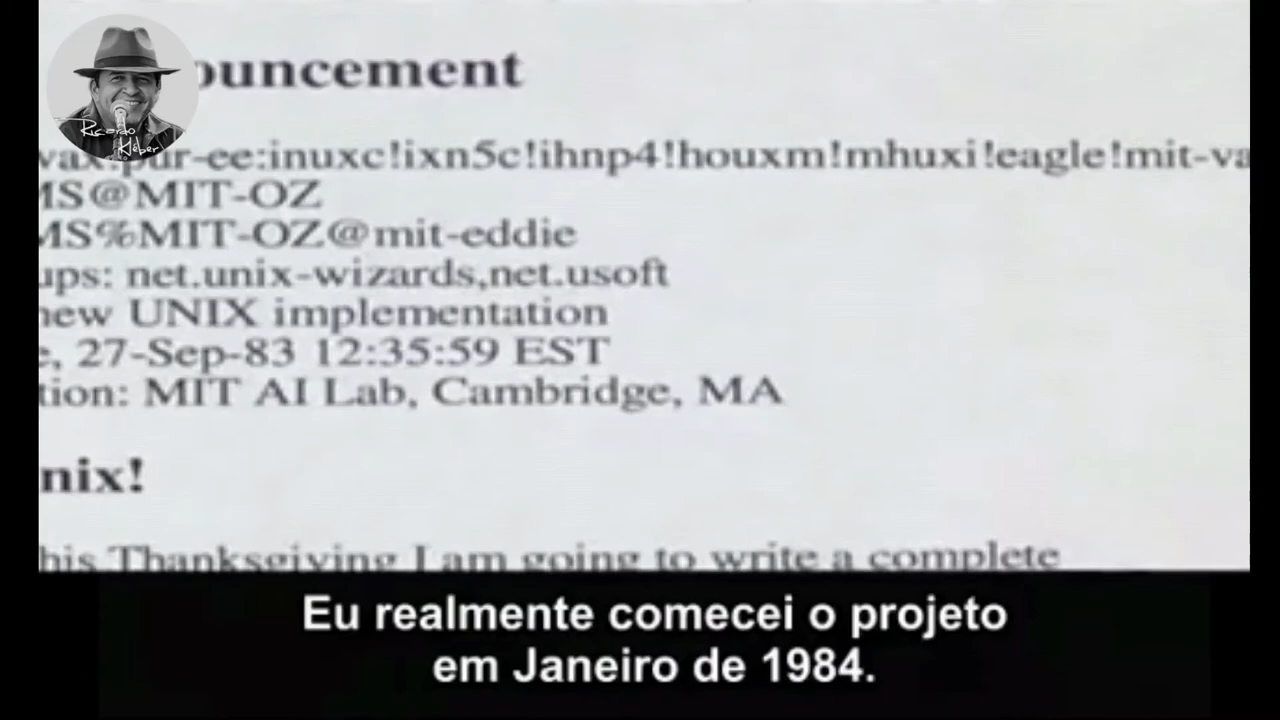 ouncement
Ricardo
Kléber
vax:pur-ee:inuxc!ixn5c!ihnp4!houxm!mhuxi!eagle!mit-va
MS@MIT-OZ
MS%MIT-OZ@mit-eddie
ups: net.unix-wizards,net.usoft
new UNIX implementation
e, 27-Sep-83 12:35:59 EST
tion: MIT AI Lab, Cambridge, MA
nix!
his Thanksgiving I am going to write a complete
Eu realmente comecei o projeto
em Janeiro de 1984.